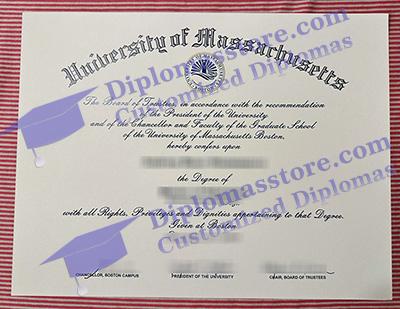 University of Massachusetts
Diplomasstore.com
Customized Diplomas
The Board of Trustees, in accordance with the recommendation
of the President of the University
and of the Chancellor and Faculty of the Graduate School
of the University of Massachusetts Boston,
hereby confers upon
the Degree of
Diplomasstore.com
Customized Diplomas
with all Rights, Privileges and Dignities appertaining to that Degree.
Given at Boston
CHANCELLOR, BOSTON CAMPUS PRESIDENT OF THE UNIVERSITY CHAIR, BOARD OF TRUSTEES